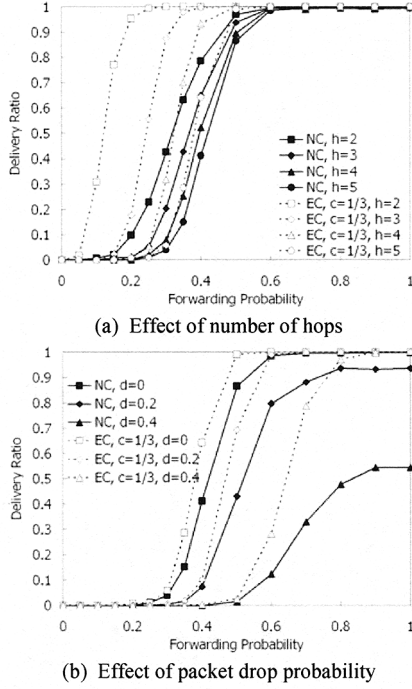 1
0.9
0.8
0.7
0.6
0.5
0.4
0.3
0.2
0.1
0
Delivery Ratio
NC, h=2
NC, h=3
NC, h=4
NC, h=5
EC, c=1/3, h=2
EC, c=1/3, h=3
EC, c=1/3, h=4
EC, c=1/3, h=5
0 0.2 0.4 0.6 0.8 1
Forwarding Probability
(a) Effect of number of hops
1
0.9
0.8
0.7
0.6
0.5
0.4
0.3
0.2
0.1
0
Delivery Ratio
NC, d=0
NC, d=0.2
NC, d=0.4
EC, c=1/3, d=0
EC, c=1/3, d=0.2
EC, c=1/3, d=0.4
0 0.2 0.4 0.6 0.8 1
Forwarding Probability
(b) Effect of packet drop probability